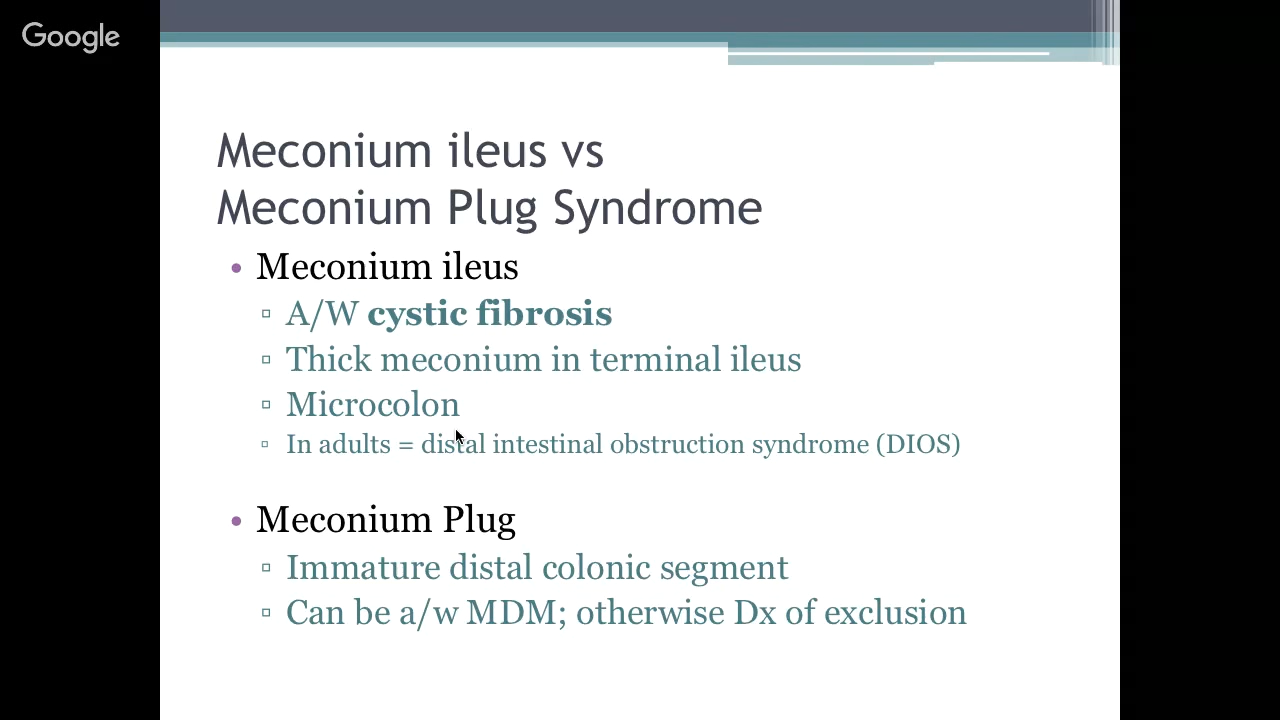 Google
Meconium ileus vs
Meconium Plug Syndrome
• Meconium ileus
▫ A/W cystic fibrosis
▫ Thick meconium in terminal ileus
▫ Microcolon
▫ In adults = distal intestinal obstruction syndrome (DIOS)
• Meconium Plug
▫ Immature distal colonic segment
▫ Can be a/w MDM; otherwise Dx of exclusion